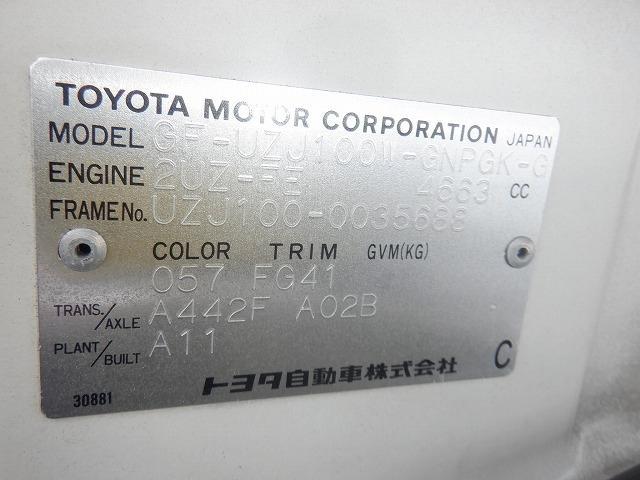 TOYOTA MOTOR CORPORATION JAPAN
MODEL GF-UZJ100W-GNPGK-G
ENGINE 2UZ-FE 4663 CC
FRAME No. UZJ100-0035688
COLOR TRIM GVM(KG)
057 FG41
TRANS./AXLE A442F A02B
PLANT/BUILT A11
トヨタ自動車株式会社 C
30881